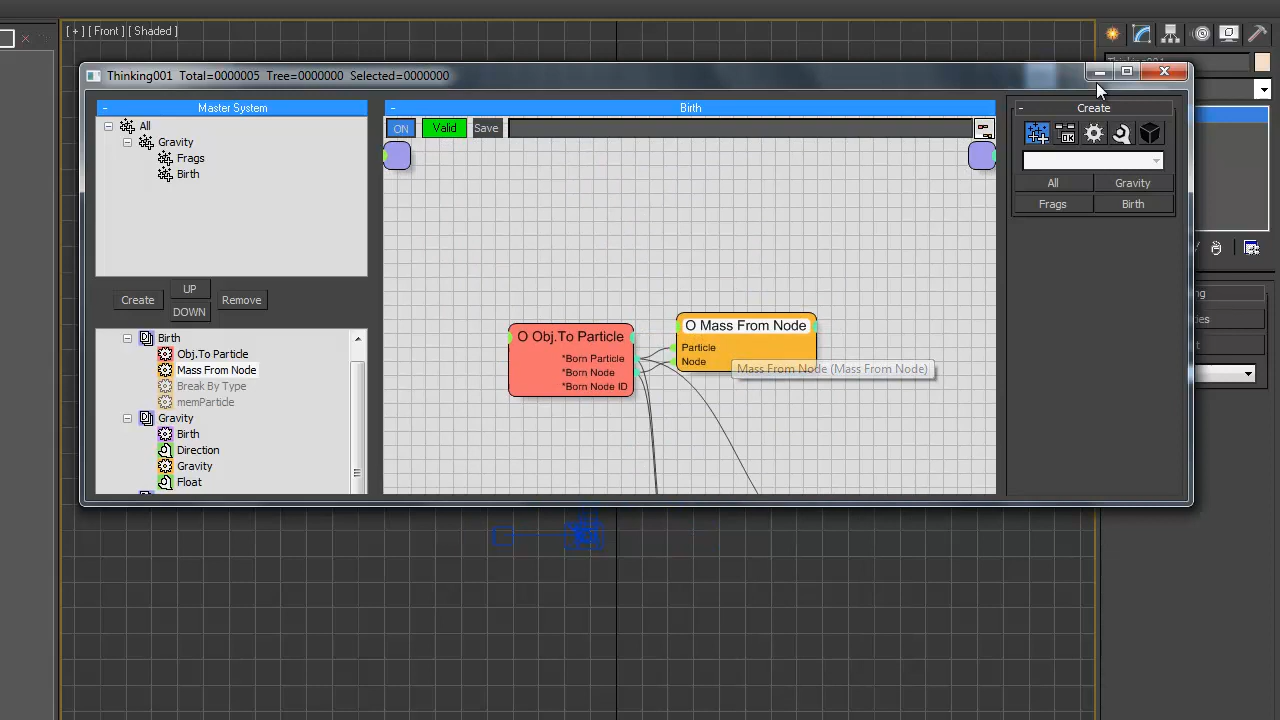 [ + ] [ Front ] [ Shaded ]
Thinking001 Total=0000005 Tree=0000000 Selected=0000000
- Master System
All
Gravity
Frags
Birth
Create
UP
DOWN
Remove
Birth
Obj.To Particle
Mass From Node
Break By Type
memParticle
Gravity
Birth
Direction
Gravity
Float
- Birth
ON
Valid
Save
O Obj.To Particle
*Born Particle
*Born Node
*Born Node ID
O Mass From Node
Particle
Node
Mass From Node (Mass From Node)
- Create
OK
All
Gravity
Frags
Birth